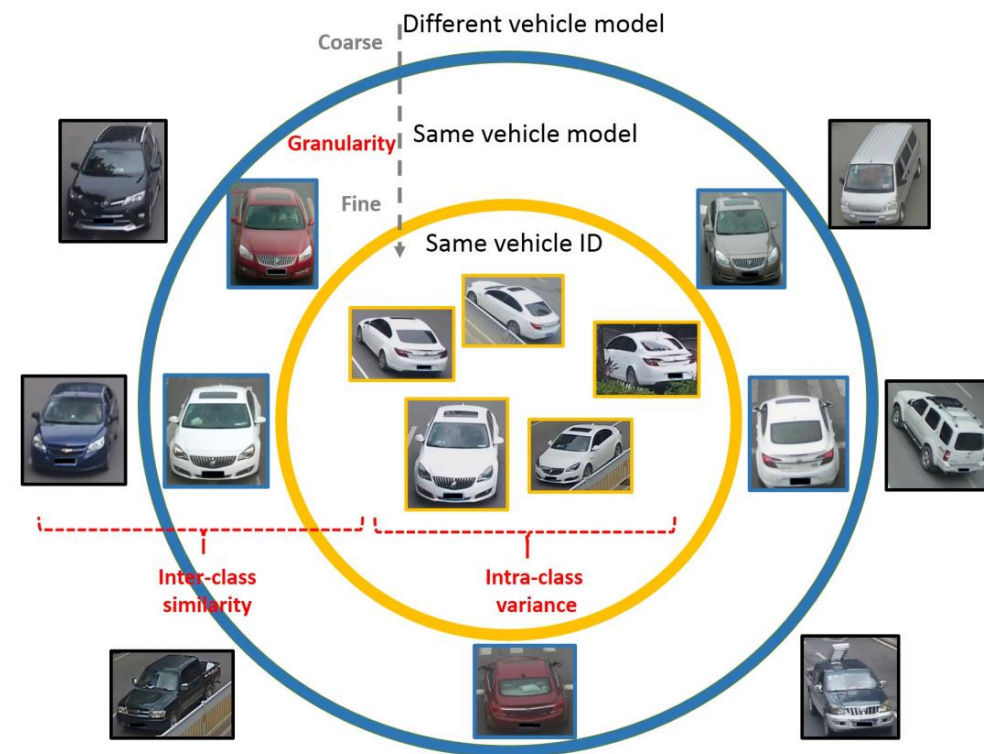 Different vehicle model
Coarse
Same vehicle model
Granularity
Fine
Same vehicle ID
Inter-class
similarity
Intra-class
variance